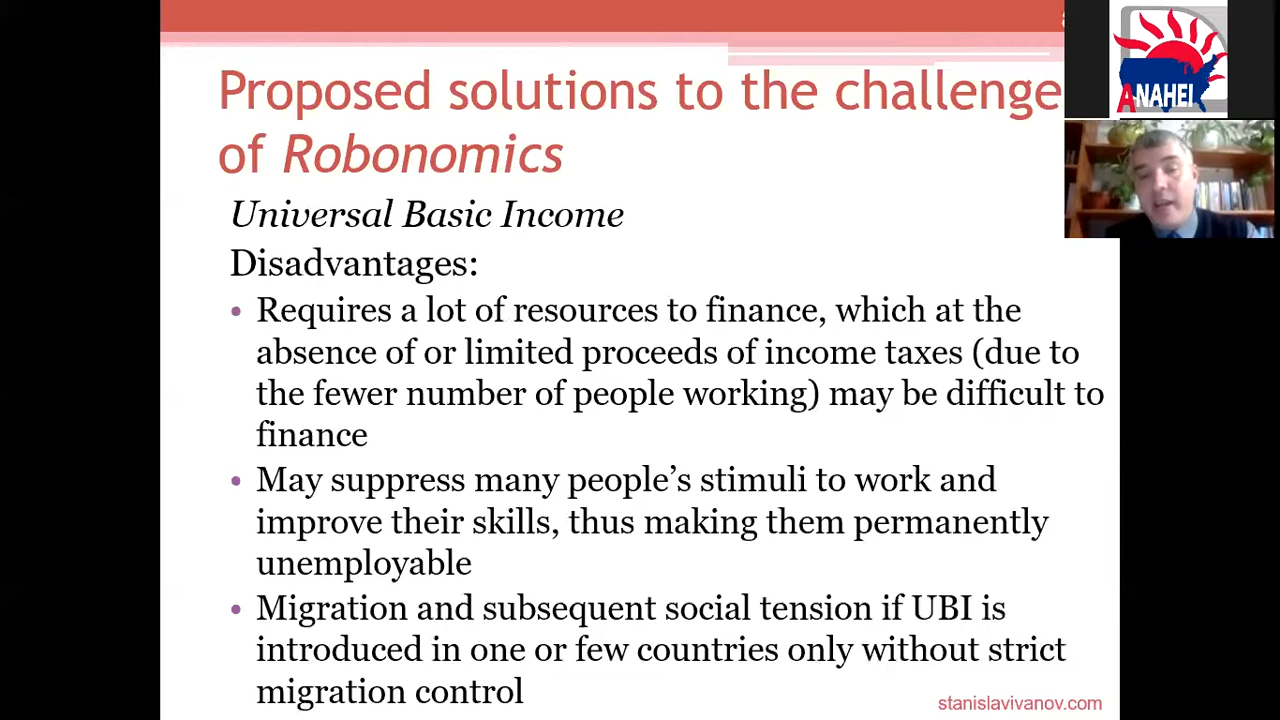 Proposed solutions to the challenge
of Robonomics
Universal Basic Income
Disadvantages:
• Requires a lot of resources to finance, which at the
absence of or limited proceeds of income taxes (due to
the fewer number of people working) may be difficult to
finance
• May suppress many people’s stimuli to work and
improve their skills, thus making them permanently
unemployable
• Migration and subsequent social tension if UBI is
introduced in one or few countries only without strict
migration control
stanislavivanov.com
ANAHEI